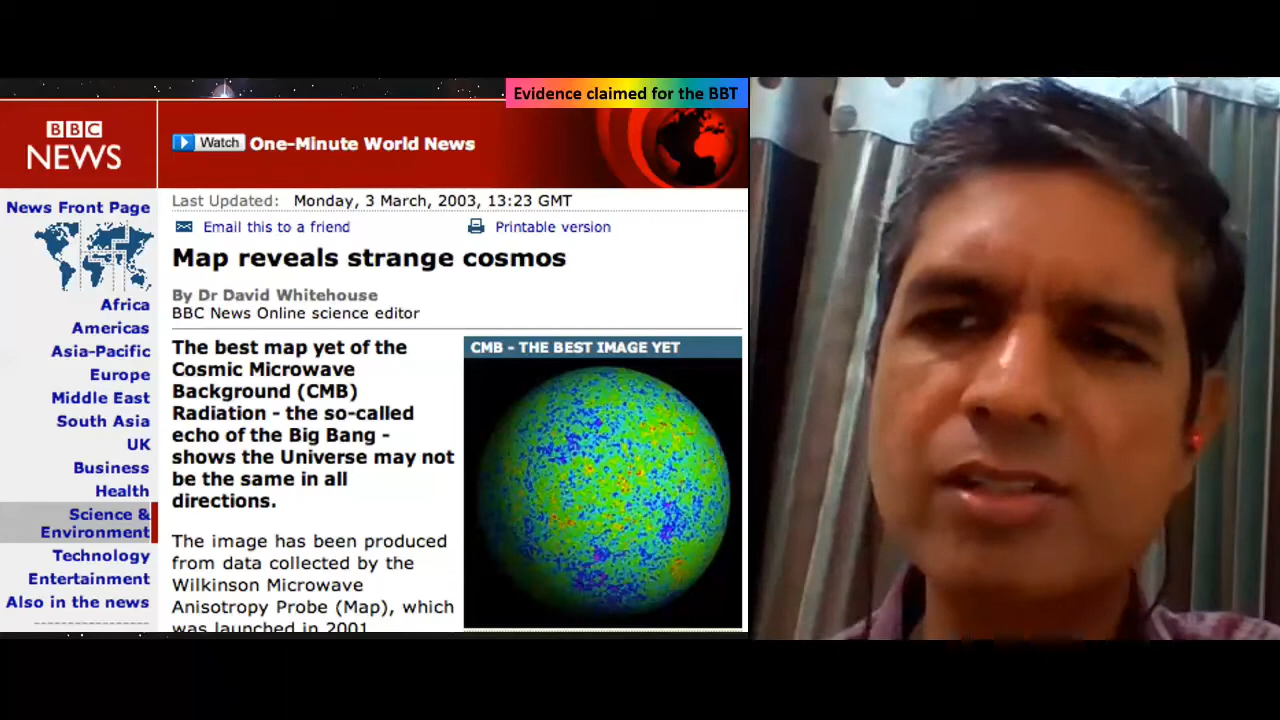 Evidence claimed for the BBT
BBC
NEWS
Watch One-Minute World News
News Front Page
Africa
Americas
Asia-Pacific
Europe
Middle East
South Asia
UK
Business
Health
Science &
Environment
Technology
Entertainment
Also in the news
Last Updated: Monday, 3 March, 2003, 13:23 GMT
Email this to a friend
Printable version
Map reveals strange cosmos
By Dr David Whitehouse
BBC News Online science editor
The best map yet of the
Cosmic Microwave
Background (CMB)
Radiation - the so-called
echo of the Big Bang -
shows the Universe may not
be the same in all
directions.
The image has been produced
from data collected by the
Wilkinson Microwave
Anisotropy Probe (Map), which
was launched in 2001
CMB - THE BEST IMAGE YET